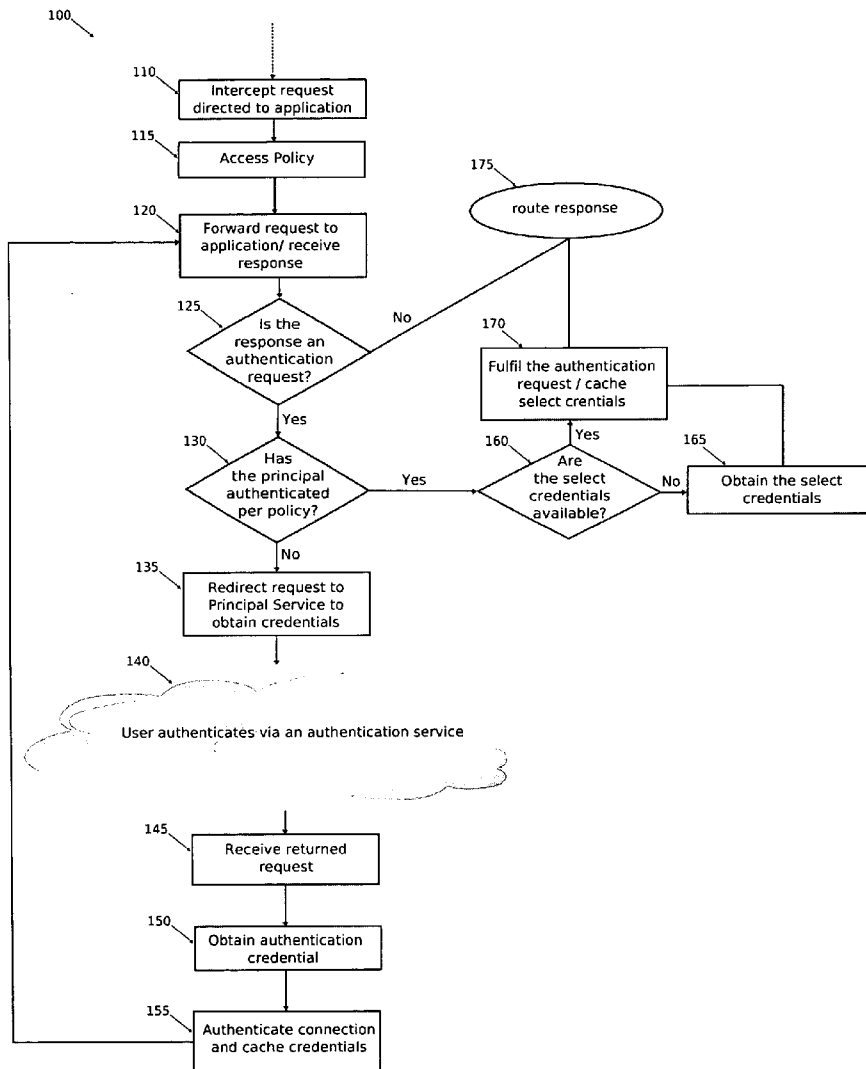 100
110
Intercept request
directed to application
115
Access Policy
175
route response
120
Forward request to
application/ receive
response
125
Is the
response an
authentication
request?
No
170
Fulfil the authentication
request / cache
select crentials
Yes
130
Has
the principal
authenticated
per policy?
Yes
160
Yes
Are
the select
credentials
available?
No
165
Obtain the select
credentials
No
135
Redirect request to
Principal Service to
obtain credentials
140
User authenticates via an authentication service
145
Receive returned
request
150
Obtain authentication
credential
155
Authenticate connection
and cache credentials